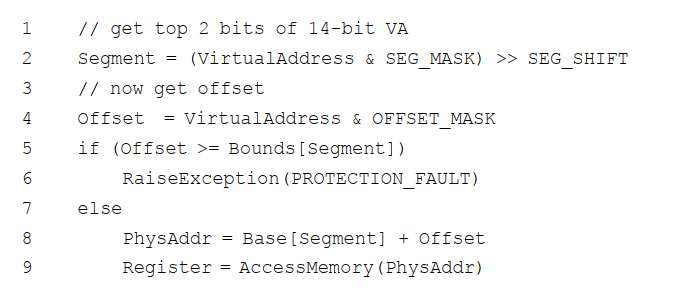 1 // get top 2 bits of 14-bit VA
2 Segment = (VirtualAddress & SEG_MASK) >> SEG_SHIFT
3 // now get offset
4 Offset  = VirtualAddress & OFFSET_MASK
5 if (Offset >= Bounds[Segment])
6     RaiseException(PROTECTION_FAULT)
7 else
8     PhysAddr = Base[Segment] + Offset
9     Register = AccessMemory(PhysAddr)